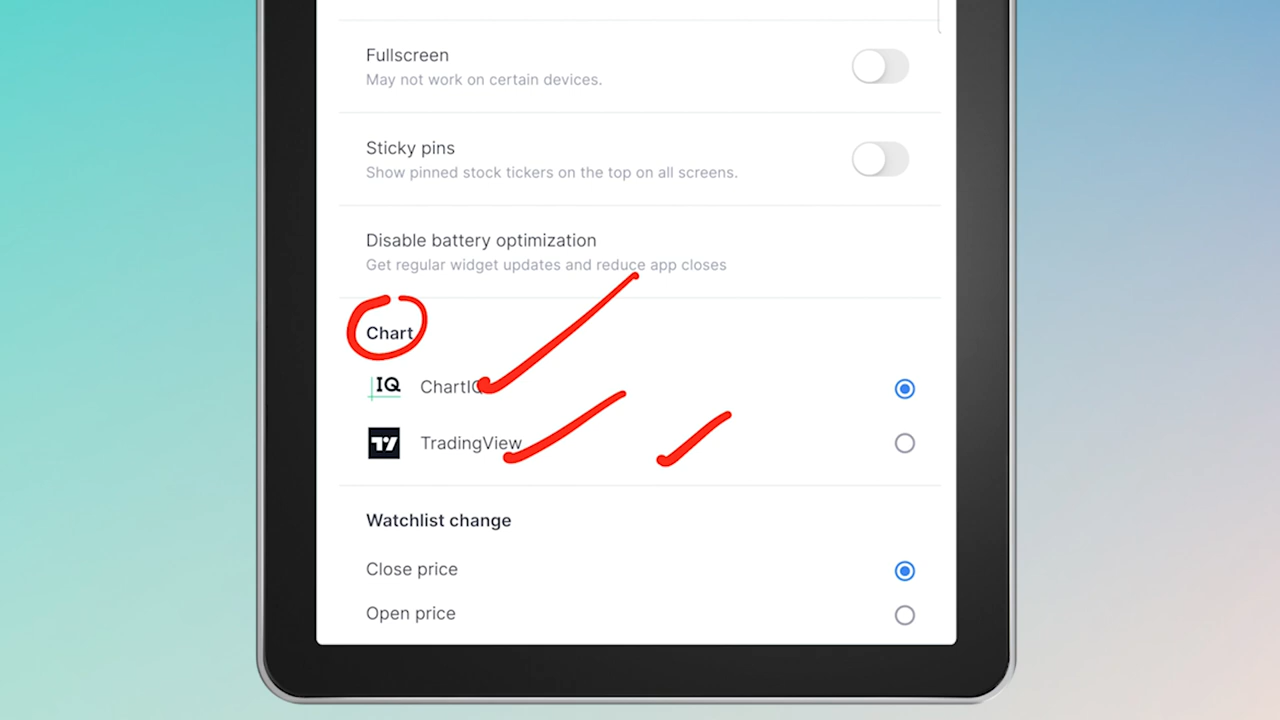 Fullscreen
May not work on certain devices.
Sticky pins
Show pinned stock tickers on the top on all screens.
Disable battery optimization
Get regular widget updates and reduce app closes
Chart
IQ ChartIQ
TradingView
Watchlist change
Close price
Open price